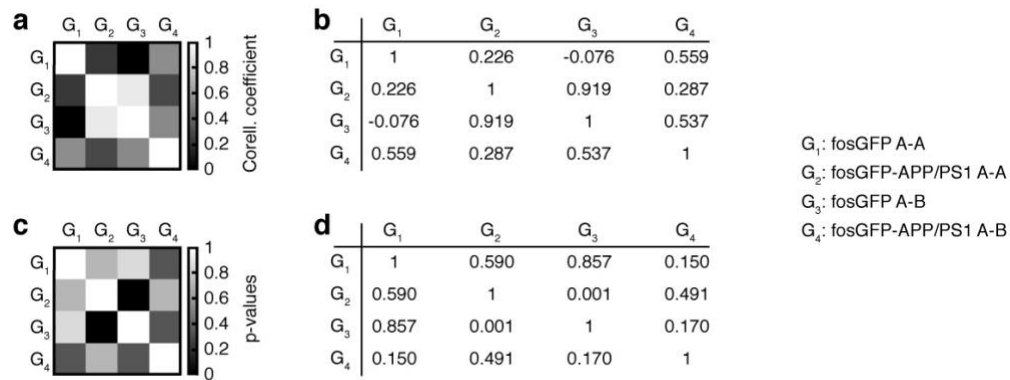 a
G₁ G₂ G₃ G₄
G₁
G₂
G₃
G₄
1
0.8
0.6
0.4
0.2
0
Corell. coefficient
b
G₁ G₂ G₃ G₄
G₁ 1 0.226 -0.076 0.559
G₂ 0.226 1 0.919 0.287
G₃ -0.076 0.919 1 0.537
G₄ 0.559 0.287 0.537 1
c
G₁ G₂ G₃ G₄
G₁
G₂
G₃
G₄
1
0.8
0.6
0.4
0.2
0
p-values
d
G₁ G₂ G₃ G₄
G₁ 1 0.590 0.857 0.150
G₂ 0.590 1 0.001 0.491
G₃ 0.857 0.001 1 0.170
G₄ 0.150 0.491 0.170 1
G₁: fosGFP A-A
G₂: fosGFP-APP/PS1 A-A
G₃: fosGFP A-B
G₄: fosGFP-APP/PS1 A-B